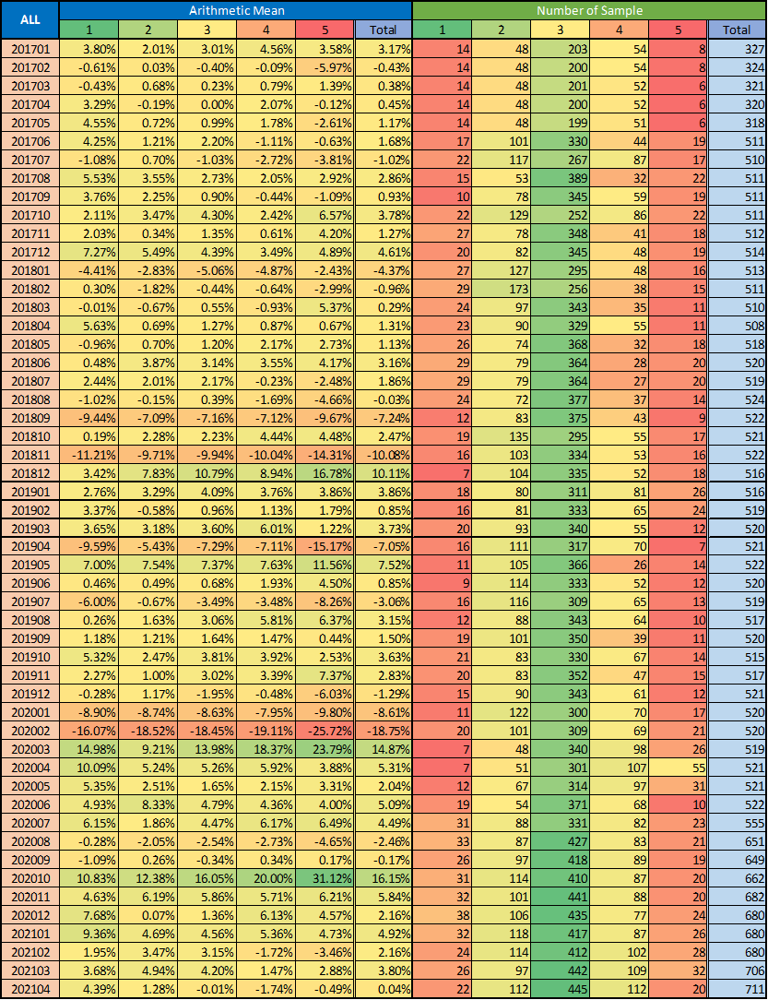 ALL Arithmetic Mean Number of Sample
1 2 3 4 5 Total 1 2 3 4 5 Total
201701 3.80% 2.01% 3.01% 4.56% 3.58% 3.17% 14 48 203 54 8 327
201702 -0.61% 0.03% -0.40% -0.09% -5.97% -0.43% 14 48 200 54 8 324
201703 -0.43% 0.68% 0.23% 0.79% 1.39% 0.38% 14 48 201 52 6 321
201704 3.29% -0.19% 0.00% 2.07% -0.12% 0.45% 14 48 200 52 6 320
201705 4.55% 0.72% 0.99% 1.78% -2.61% 1.17% 14 48 199 51 6 318
201706 4.25% 1.21% 2.20% -1.11% -0.63% 1.68% 17 101 330 44 19 511
201707 -1.08% 0.70% -1.03% -2.72% -3.81% -1.02% 22 117 267 87 17 510
201708 5.53% 3.55% 2.73% 2.05% 2.92% 2.86% 15 53 389 32 22 511
201709 3.76% 2.25% 0.90% -0.44% -1.09% 0.93% 10 78 345 59 19 511
201710 2.11% 3.47% 4.30% 2.42% 6.57% 3.78% 22 129 252 86 22 511
201711 2.03% 0.34% 1.35% 0.61% 4.20% 1.27% 27 78 348 41 18 512
201712 7.27% 5.49% 4.39% 3.49% 4.89% 4.61% 20 82 345 48 19 514
201801 -4.41% -2.83% -5.06% -4.87% -2.43% -4.37% 27 127 295 48 16 513
201802 0.30% -1.82% -0.44% -0.64% -2.99% -0.96% 29 173 256 38 15 511
201803 -0.01% -0.67% 0.55% -0.93% 5.37% 0.29% 24 97 343 35 11 510
201804 5.63% 0.69% 1.27% 0.87% 0.67% 1.31% 23 90 329 55 11 508
201805 -0.96% 0.70% 1.20% 2.17% 2.73% 1.13% 26 74 368 32 18 518
201806 0.48% 3.87% 3.14% 3.55% 4.17% 3.16% 29 79 364 28 20 520
201807 2.44% 2.01% 2.17% -0.23% -2.48% 1.86% 29 79 364 27 20 519
201808 -1.02% -0.15% 0.39% -1.69% -4.66% -0.03% 24 72 377 37 14 524
201809 -9.44% -7.09% -7.16% -7.12% -9.67% -7.24% 12 83 375 43 9 522
201810 0.19% 2.28% 2.23% 4.44% 4.48% 2.47% 19 135 295 55 17 521
201811 -11.21% -9.71% -9.94% -10.04% -14.31% -10.08% 16 103 334 53 16 522
201812 3.42% 7.83% 10.79% 8.94% 16.78% 10.11% 7 104 335 52 18 516
201901 2.76% 3.29% 4.09% 3.76% 3.86% 3.86% 18 80 311 81 26 516
201902 3.37% -0.58% 0.96% 1.13% 1.79% 0.85% 16 81 333 65 24 519
201903 3.65% 3.18% 3.60% 6.01% 1.22% 3.73% 20 93 340 55 12 520
201904 -9.59% -5.43% -7.29% -7.11% -15.17% -7.05% 16 111 317 70 7 521
201905 7.00% 7.54% 7.37% 7.63% 11.56% 7.52% 11 105 366 26 14 522
201906 0.46% 0.49% 0.68% 1.93% 4.50% 0.85% 9 114 333 52 12 520
201907 -6.00% -0.67% -3.49% -3.48% -8.26% -3.06% 16 116 309 65 13 519
201908 0.26% 1.63% 3.06% 5.81% 6.37% 3.15% 12 88 343 64 10 517
201909 1.18% 1.21% 1.64% 1.47% 0.44% 1.50% 19 101 350 39 11 520
201910 5.32% 2.47% 3.81% 3.92% 2.53% 3.63% 21 83 330 67 14 515
201911 2.27% 1.00% 3.02% 3.39% 7.37% 2.83% 20 83 352 47 15 517
201912 -0.28% 1.17% -1.95% -0.48% -6.03% -1.29% 15 90 343 61 12 521
202001 -8.90% -8.74% -8.63% -7.95% -9.80% -8.61% 11 122 300 70 17 520
202002 -16.07% -18.52% -18.45% -19.11% -25.72% -18.75% 20 101 309 69 21 520
202003 14.98% 9.21% 13.98% 18.37% 23.79% 14.87% 7 48 340 98 26 519
202004 10.09% 5.24% 5.26% 5.92% 3.88% 5.31% 7 51 301 107 55 521
202005 5.35% 2.51% 1.65% 2.15% 3.31% 2.04% 12 67 314 97 31 521
202006 4.93% 8.33% 4.79% 4.36% 4.00% 5.09% 19 54 371 68 10 522
202007 6.15% 1.86% 4.47% 6.17% 6.49% 4.49% 31 88 331 82 23 555
202008 -0.28% -2.05% -2.54% -2.73% -4.65% -2.46% 33 87 427 83 21 651
202009 -1.09% 0.26% -0.34% 0.34% 0.17% -0.17% 26 97 418 89 19 649
202010 10.83% 12.38% 16.05% 20.00% 31.12% 16.15% 31 114 410 87 20 662
202011 4.63% 6.19% 5.86% 5.71% 6.21% 5.84% 32 101 441 88 20 682
202012 7.68% 0.07% 1.36% 6.13% 4.57% 2.16% 38 106 435 77 24 680
202101 9.36% 4.69% 4.56% 5.36% 4.73% 4.92% 32 118 417 87 26 680
202102 1.95% 3.47% 3.15% -1.72% -3.46% 2.16% 24 114 412 102 28 680
202103 3.68% 4.94% 4.20% 1.47% 2.88% 3.80% 26 97 442 109 32 706
202104 4.39% 1.28% -0.01% -1.74% -0.49% 0.04% 22 112 445 112 20 711